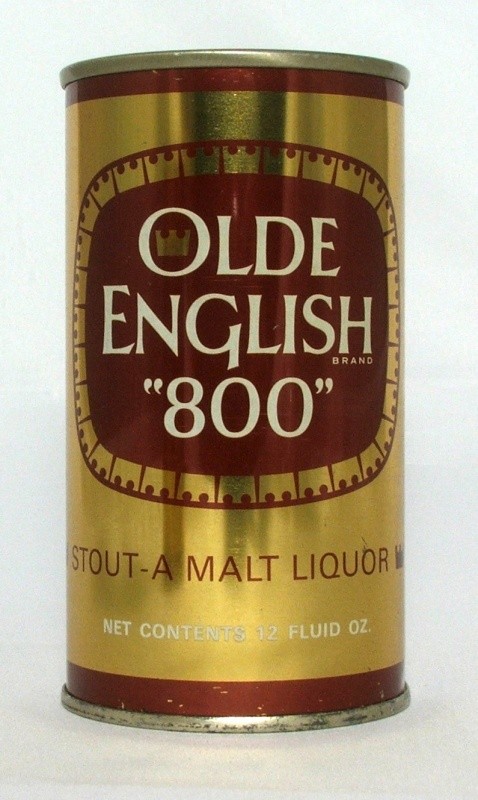 OLDE
ENGLISH
BRAND
“800”
STOUT-A MALT LIQUOR
NET CONTENTS 12 FLUID OZ.